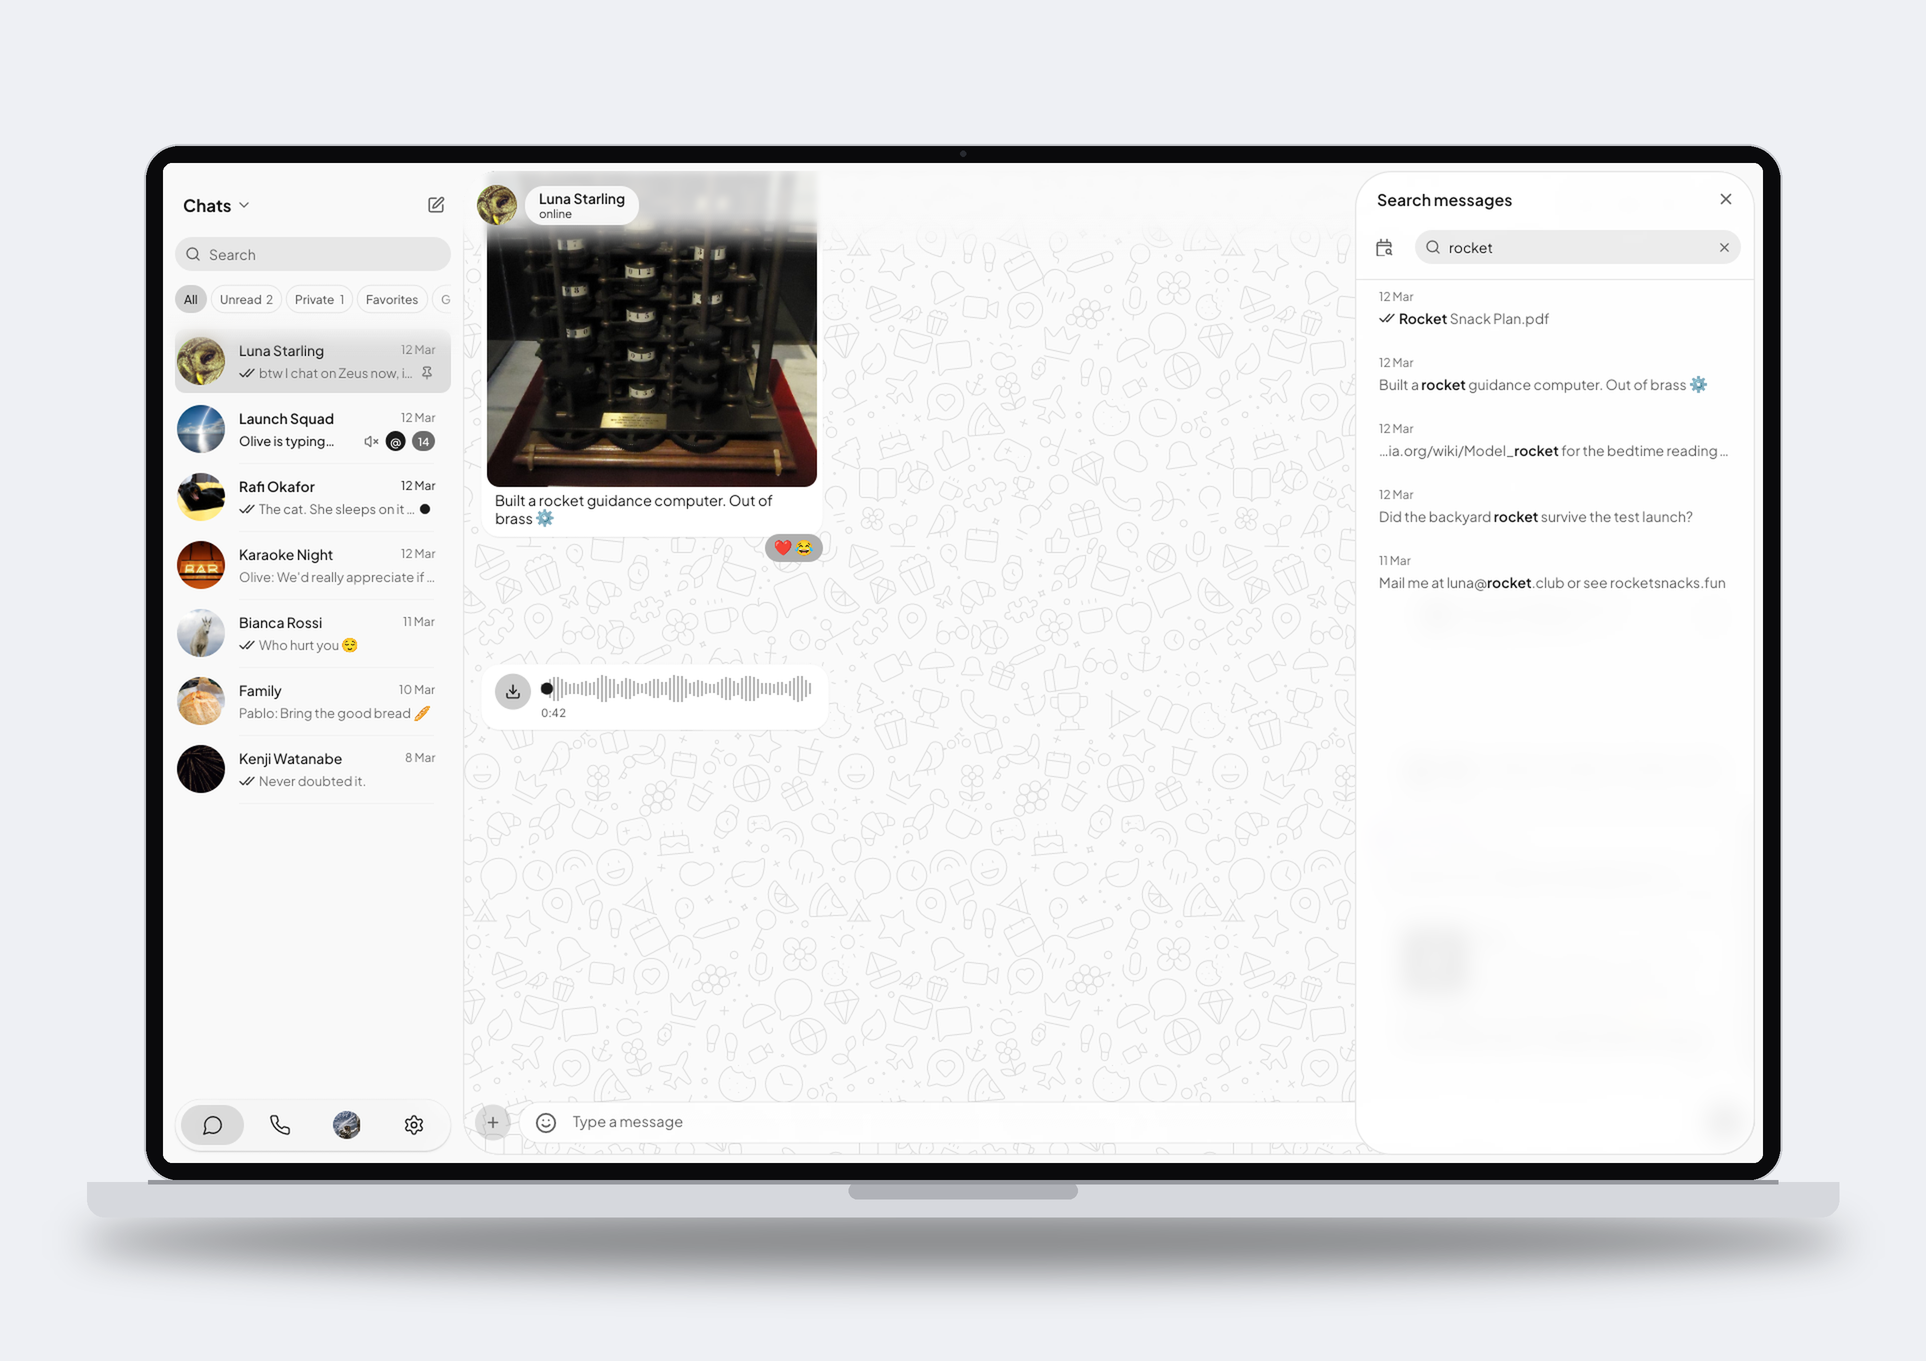 Chats
Search
All
Unread 2
Private 1
Favorites
G
Luna Starling
12 Mar
btw I chat on Zeus now, i...
Launch Squad
12 Mar
Olive is typing...
@
14
Rafi Okafor
12 Mar
The cat. She sleeps on it ...
Karaoke Night
12 Mar
Olive: We'd really appreciate if ...
BAR
Bianca Rossi
11 Mar
Who hurt you 😌
Family
10 Mar
Pablo: Bring the good bread 🥖
Kenji Watanabe
8 Mar
Never doubted it.
Luna Starling
online
Built a rocket guidance computer. Out of
brass ⚙️
❤️😂
0:42
Type a message
Search messages
rocket
12 Mar
Rocket Snack Plan.pdf
12 Mar
Built a rocket guidance computer. Out of brass ⚙️
12 Mar
...ia.org/wiki/Model_rocket for the bedtime reading ...
12 Mar
Did the backyard rocket survive the test launch?
11 Mar
Mail me at luna@rocket.club or see rocketsnacks.fun